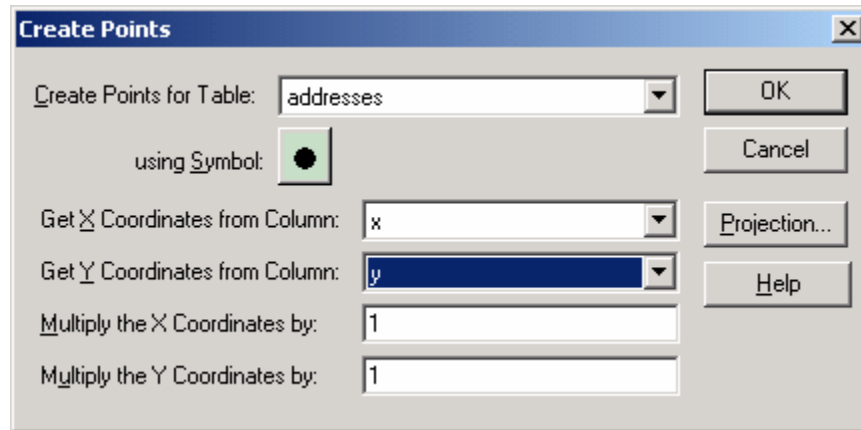 Create Points
Create Points for Table: addresses OK
using Symbol: Cancel
Get X Coordinates from Column: x Projection...
Get Y Coordinates from Column: y Help
Multiply the X Coordinates by: 1
Multiply the Y Coordinates by: 1